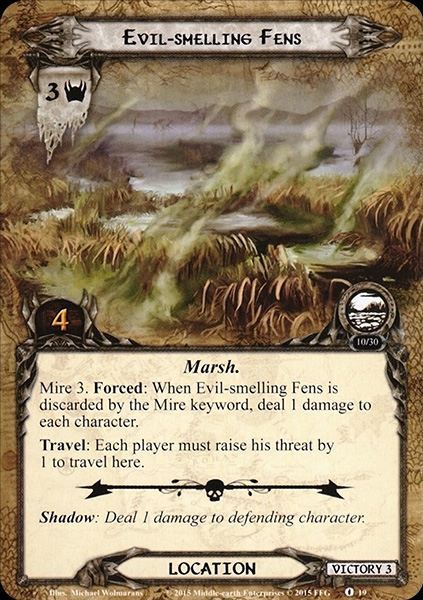 Evil-smelling Fens
3
4
10/30
Marsh.
Mire 3. Forced: When Evil-smelling Fens is
discarded by the Mire keyword, deal 1 damage to
each character.
Travel: Each player must raise his threat by
1 to travel here.
Shadow: Deal 1 damage to defending character.
LOCATION
VICTORY 3
Illus. Michael Wolmarans
© 2015 Middle-earth Enterprises © 2015 FFG
19